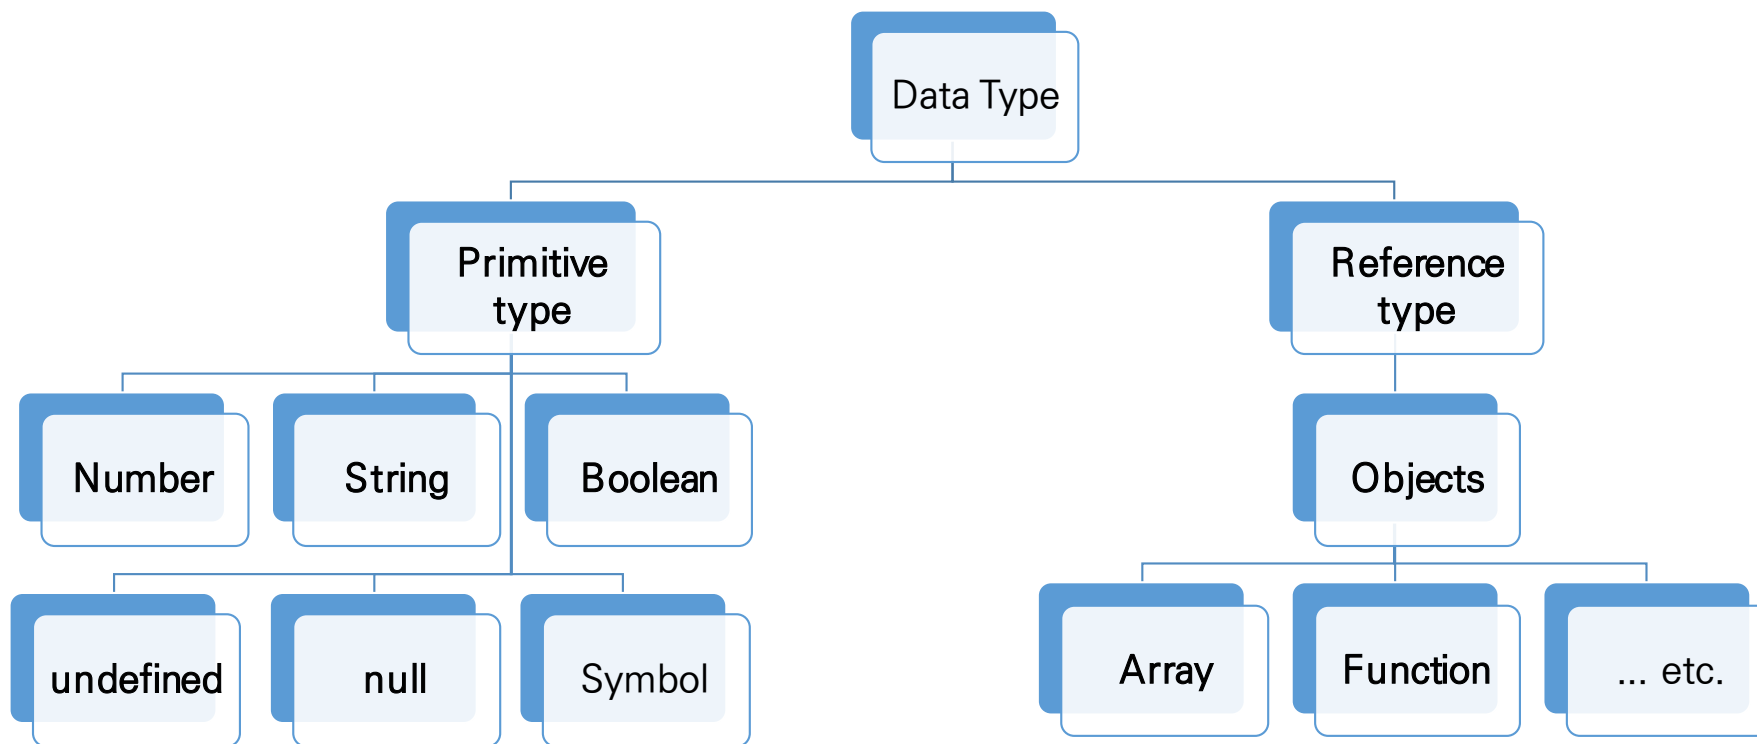 Data Type
Primitive
type
Reference
type
Number
String
Boolean
Objects
undefined
null
Symbol
Array
Function
... etc.